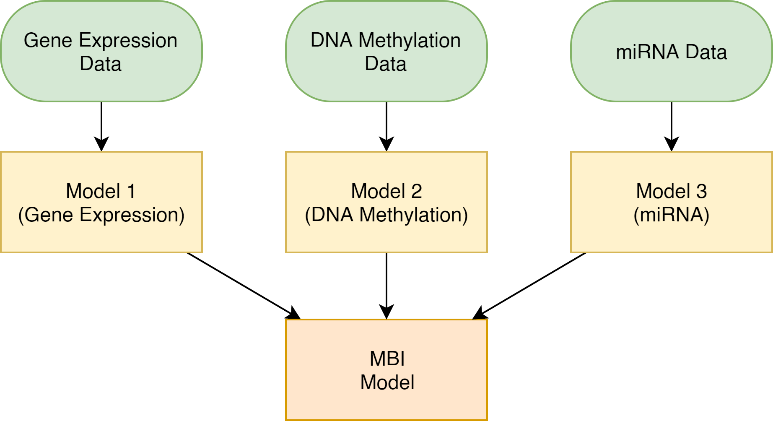 Gene Expression
Data
DNA Methylation
Data
miRNA Data
Model 1
(Gene Expression)
Model 2
(DNA Methylation)
Model 3
(miRNA)
MBI
Model